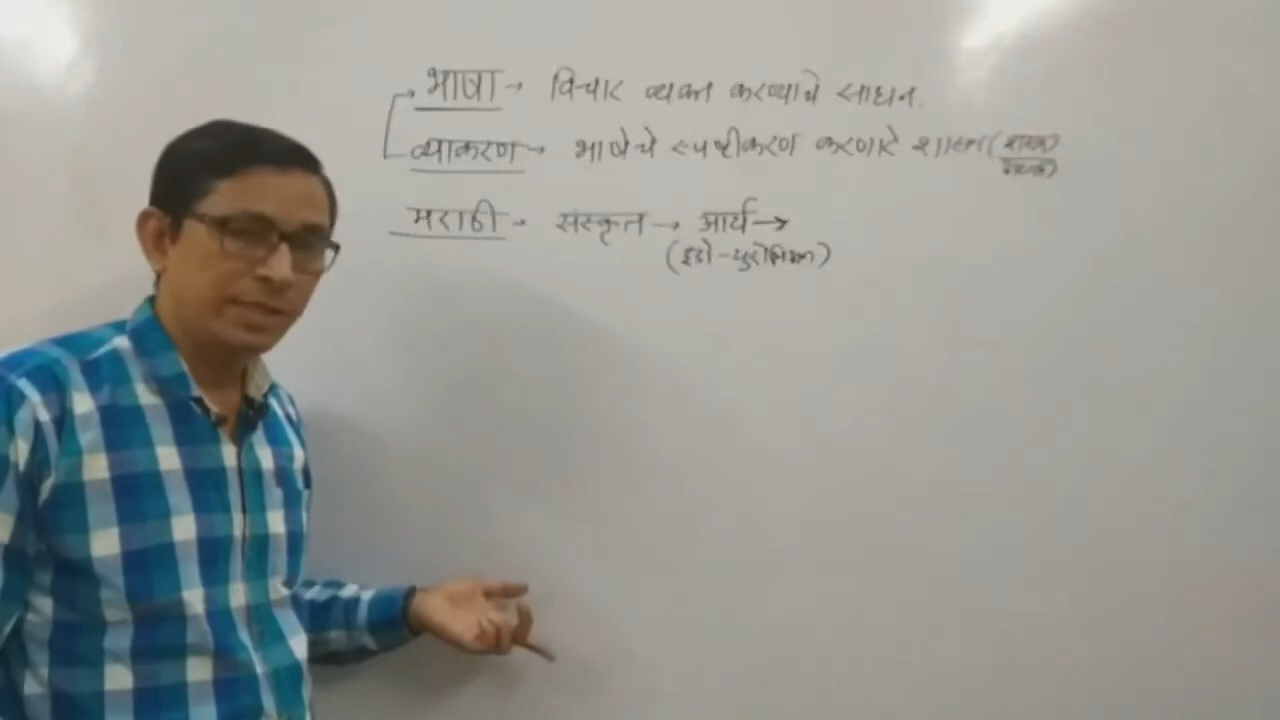 भाषा → विचार व्यक्त करण्याचे साधन.
व्याकरण → भाषेचे स्पष्टीकरण करणारे शास्त्र
मराठी → संस्कृत → आर्य →
(इंडो-युरोपियन)